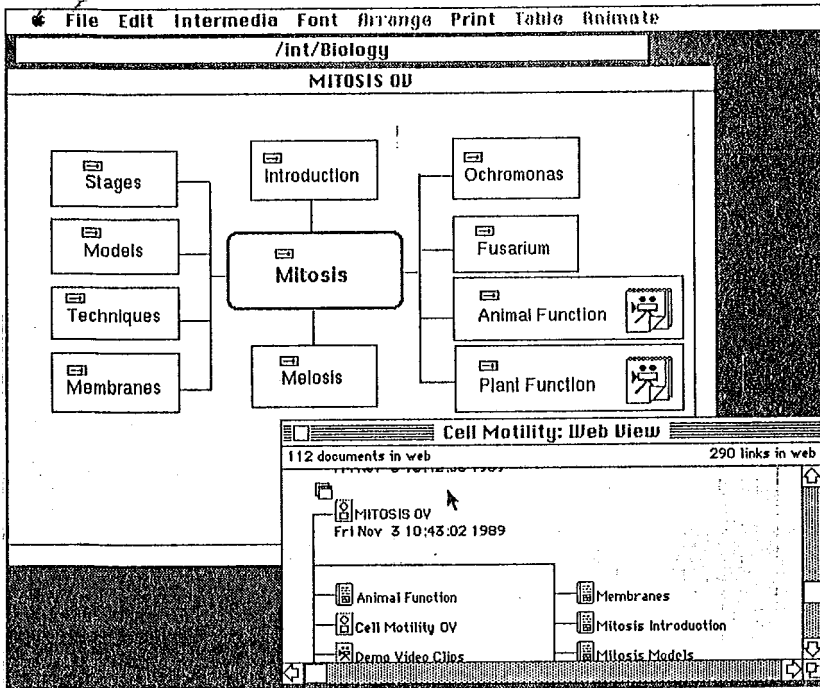 File Edit Intermedia Font Arrange Print Table Animate
/int/Biology
MITOSIS OV
Stages
Introduction
Ochromonas
Models
Mitosis
Fusarium
Techniques
Animal Function
Membranes
Meiosis
Plant Function
Cell Motility: Web View
112 documents in web
290 links in web
MITOSIS OV
Fri Nov 3 10:43:02 1989
Animal Function
Membranes
Cell Motility OV
Mitosis Introduction
Demo Video Clips
Mitosis Models